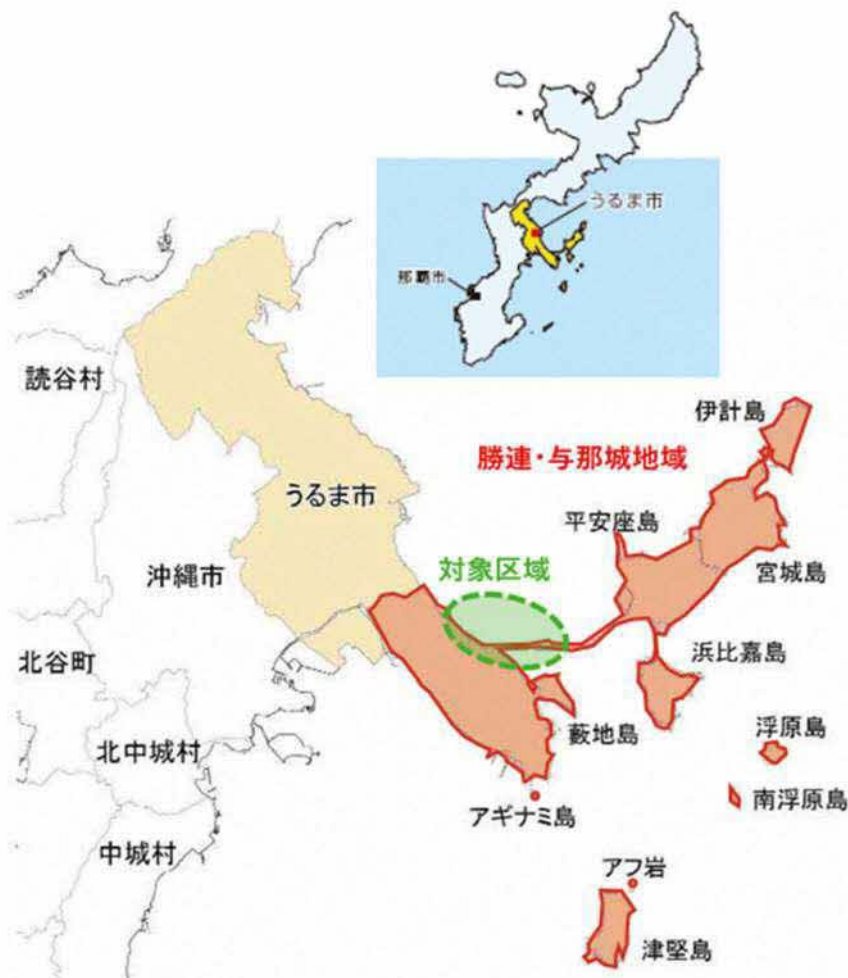 うるま市
那覇市
読谷村
伊計島
勝連・与那城地域
うるま市
平安座島
対象区域
沖縄市
宮城島
北谷町
浜比嘉島
北中城村
藪地島
浮原島
南浮原島
アギナミ島
中城村
アフ岩
津堅島